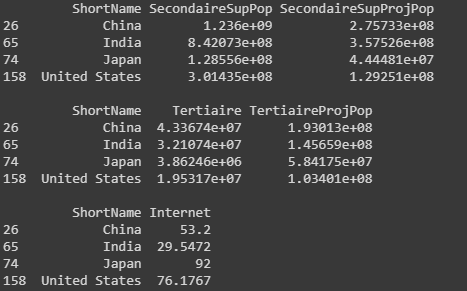 ShortName SecondaireSupPop SecondaireSupProjPop
26 China 1.236e+09 2.75733e+08
65 India 8.42073e+08 3.57526e+08
74 Japan 1.28556e+08 4.44481e+07
158 United States 3.01435e+08 1.29251e+08
ShortName Tertiaire TertiaireProjPop
26 China 4.33674e+07 1.93013e+08
65 India 3.21074e+07 1.45659e+08
74 Japan 3.86246e+06 5.84175e+07
158 United States 1.95317e+07 1.03401e+08
ShortName Internet
26 China 53.2
65 India 29.5472
74 Japan 92
158 United States 76.1767